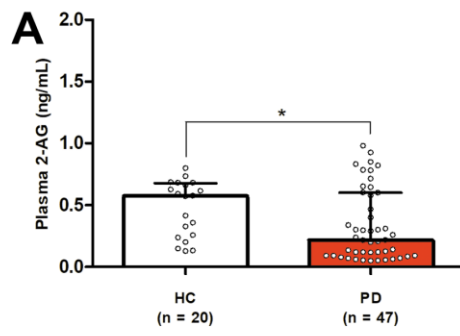 A
Plasma 2-AG (ng/mL)
2.0
1.5
1.0
0.5
0.0
*
HC
(n = 20)
PD
(n = 47)